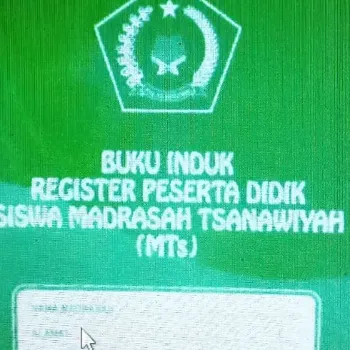 BUKU INDUK
REGISTER PESERTA DIDIK
SISWA MADRASAH TSANAWIYAH
(MTs)